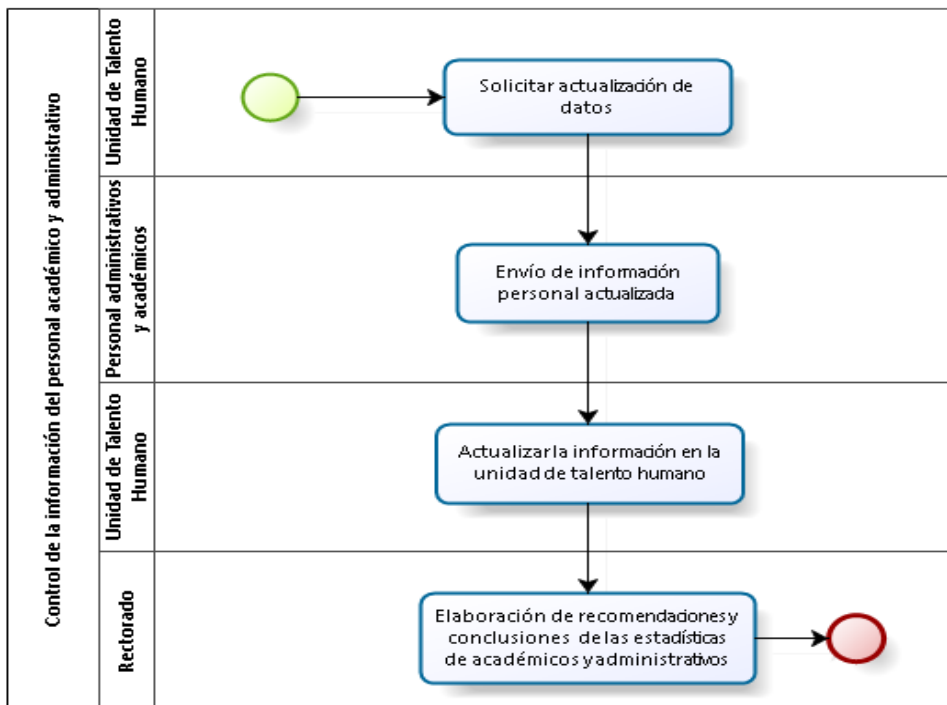 Control de la información del personal académico y administrativo
Unidad de Talento
Humano
Solicitar actualización de
datos
Personal administrativos
y académicos
Envío de información
personal actualizada
Unidad de Talento
Humano
Actualizar la información en la
unidad de talento humano
Rectorado
Elaboración de recomendaciones y
conclusiones de las estadísticas
de académicos y administrativos